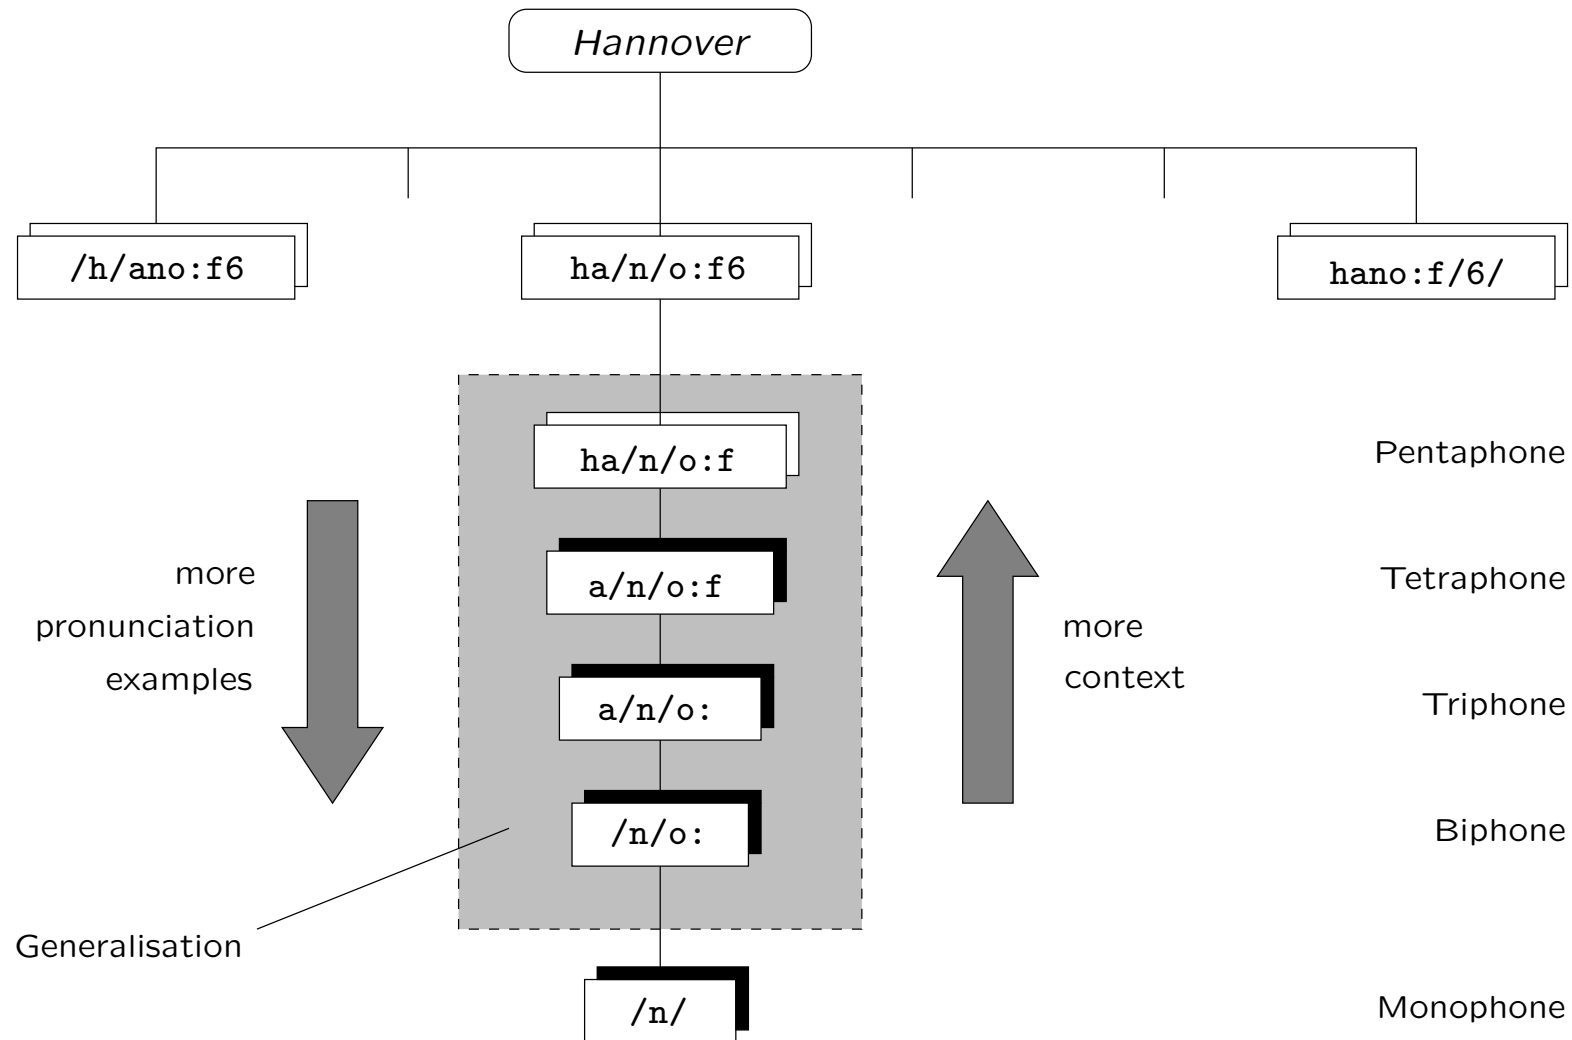 Hannover
/h/ano:f6
ha/n/o:f6
hano:f/6/
ha/n/o:f
Pentaphone
a/n/o:f
Tetraphone
more
pronunciation
examples
more
context
a/n/o:
Triphone
/n/o:
Biphone
Generalisation
/n/
Monophone